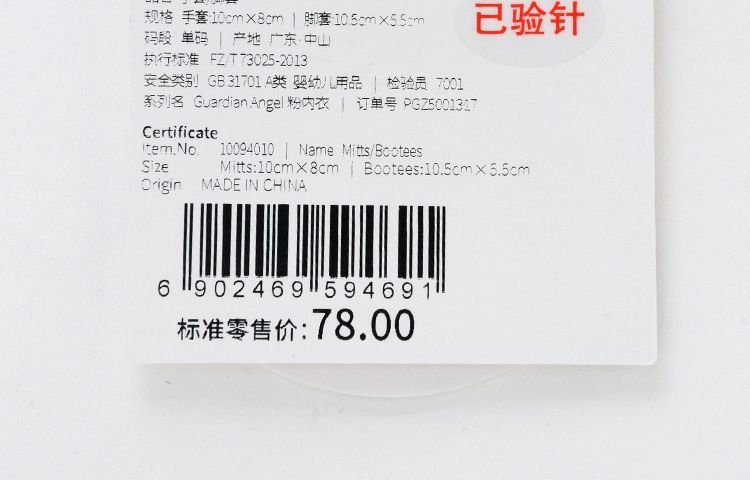 规格 手套:10cm×8cm | 脚套:10.5cm×5.5cm
已验针
码段 单码 | 产地 广东·中山
执行标准 FZ/T 73025-2013
安全类别 GB 31701 A类 婴幼儿用品 | 检验员 7001
系列名 Guardian Angel 粉内衣 | 订单号 PGZ5001317
Certificate
Item.No. 10094010 | Name Mitts/Bootees
Size Mitts:10cm×8cm | Bootees:10.5cm×5.5cm
Origin MADE IN CHINA
6 902469 594691
标准零售价:78.00